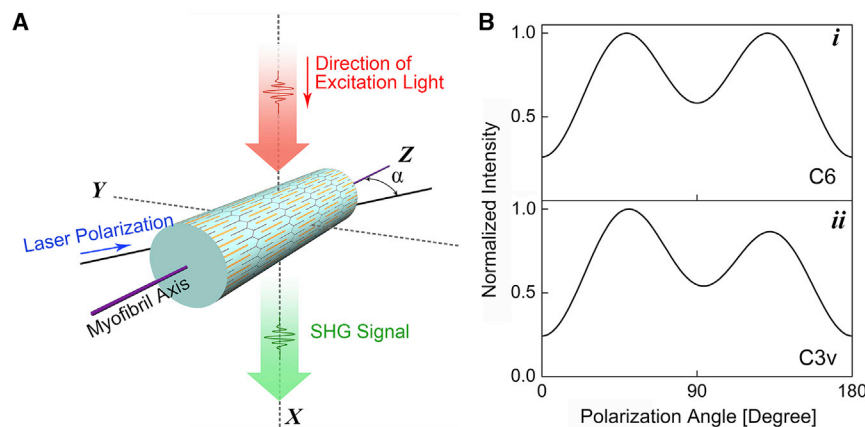 A
Direction of
Excitation Light
Z
α
Y
Laser Polarization
Myofibril Axis
SHG Signal
X
B
Normalized Intensity
1.0
i
0.5
C6
1.0
ii
0.5
C3v
0.0
0
90
180
Polarization Angle [Degree]